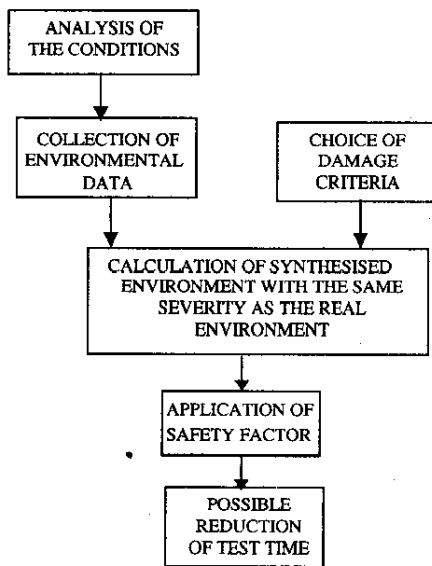 ANALYSIS OF
THE CONDITIONS
COLLECTION OF
ENVIRONMENTAL
DATA
CHOICE OF
DAMAGE
CRITERIA
CALCULATION OF SYNTHESISED
ENVIRONMENT WITH THE SAME
SEVERITY AS THE REAL
ENVIRONMENT
APPLICATION OF
SAFETY FACTOR
POSSIBLE
REDUCTION
OF TEST TIME